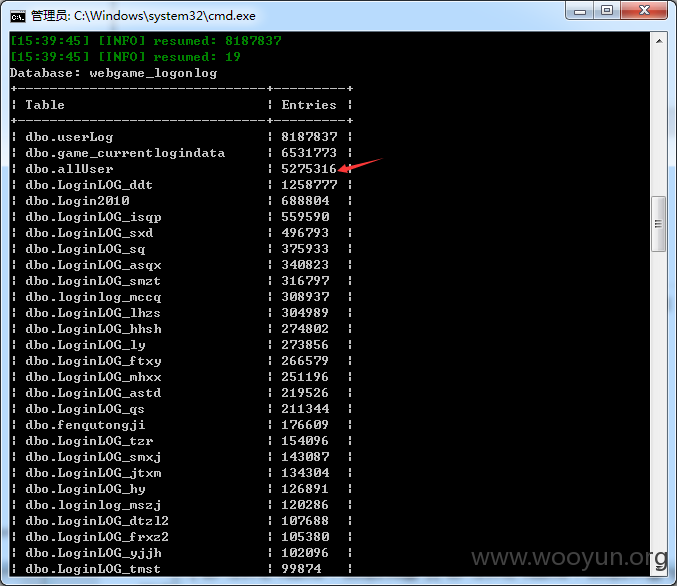 管理员: C:\Windows\system32\cmd.exe
[15:39:45] [INFO] resumed: 8187837
[15:39:45] [INFO] resumed: 19
Database: webgame_logonlog
+--------------------------------+---------+
| Table | Entries |
+--------------------------------+---------+
| dbo.userLog | 8187837 |
| dbo.game_currentlogindata | 6531773 |
| dbo.allUser | 5275316 |
| dbo.LoginLOG_ddt | 1258777 |
| dbo.Login2010 | 688804 |
| dbo.LoginLOG_isqp | 559590 |
| dbo.LoginLOG_sxd | 496793 |
| dbo.LoginLOG_sq | 375933 |
| dbo.LoginLOG_asqx | 340823 |
| dbo.LoginLOG_smzt | 316797 |
| dbo.loginlog_mccq | 308937 |
| dbo.LoginLOG_lhzs | 304989 |
| dbo.LoginLOG_hhsh | 274802 |
| dbo.LoginLOG_ly | 273856 |
| dbo.LoginLOG_ftxy | 266579 |
| dbo.LoginLOG_mhxx | 251196 |
| dbo.LoginLOG_astd | 219526 |
| dbo.LoginLOG_qs | 211344 |
| dbo.fenqutongji | 176609 |
| dbo.LoginLOG_tzr | 154096 |
| dbo.LoginLOG_smxj | 143087 |
| dbo.LoginLOG_jtxm | 134304 |
| dbo.LoginLOG_hy | 126891 |
| dbo.loginlog_mszj | 120286 |
| dbo.LoginLOG_dtzl2 | 107688 |
| dbo.LoginLOG_frxz2 | 105380 |
| dbo.LoginLOG_yjjh | 102096 |
| dbo.LoginLOG_tmst | 99874 |
www.wooyun.org